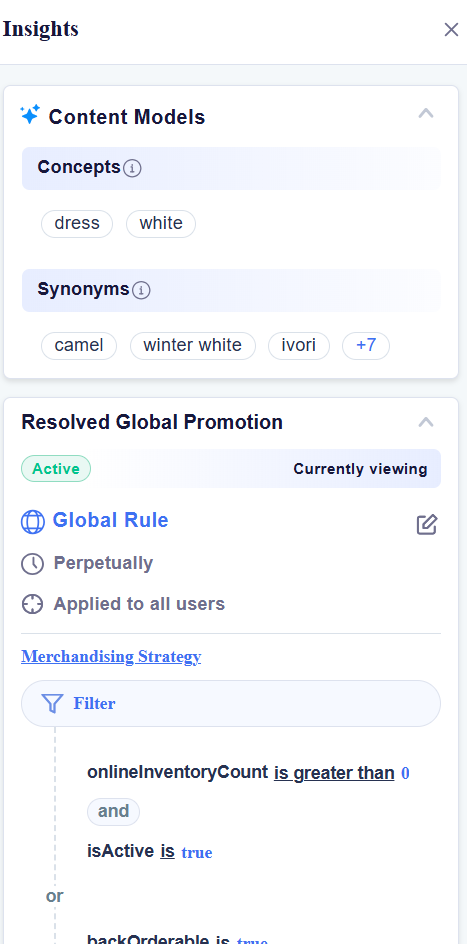 Insights
Content Models
Concepts
dress white
Synonyms
camel winter white ivori +7
Resolved Global Promotion
Active Currently viewing
Global Rule
Perpetually
Applied to all users
Merchandising Strategy
Filter
onlineInventoryCount is greater than 0
and
isActive is true
or
backOrderable is true